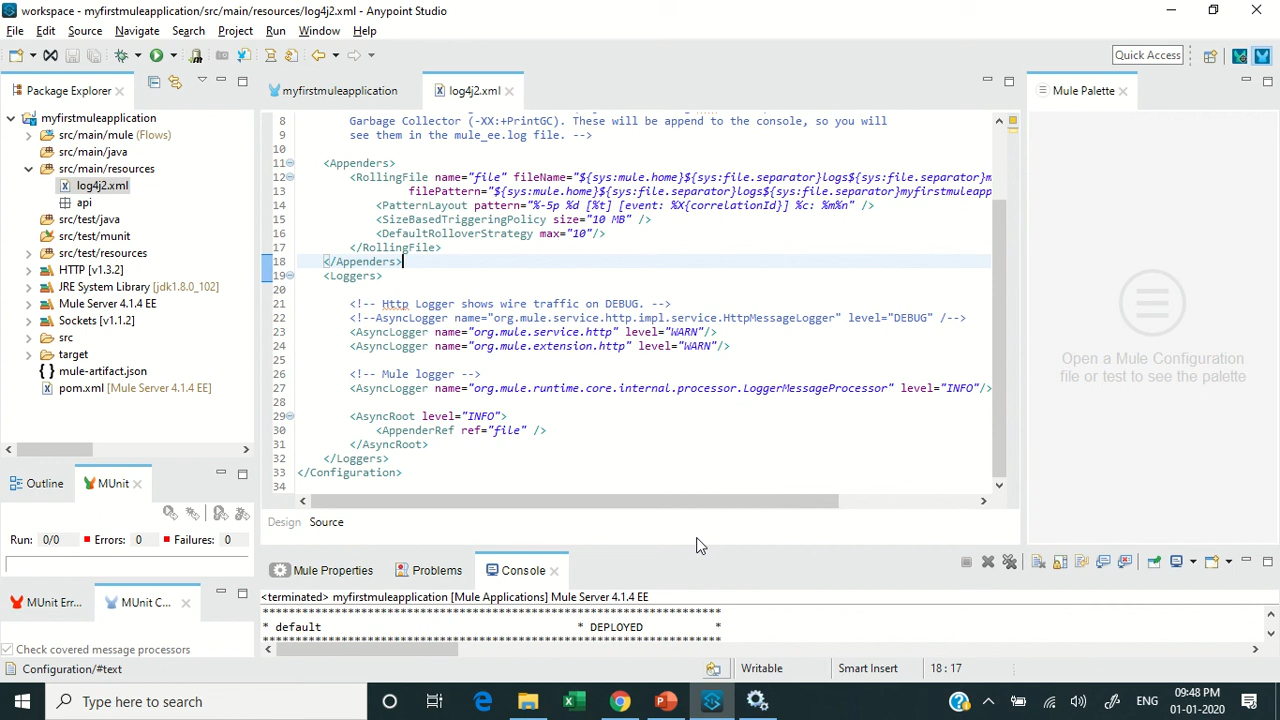 workspace - myfirstmuleapplication/src/main/resources/log4j2.xml - Anypoint Studio
File Edit Source Navigate Search Project Run Window Help
Quick Access
Package Explorer
myfirstmuleapplication
src/main/mule (Flows)
src/main/java
src/main/resources
log4j2.xml
api
src/test/java
src/test/munit
src/test/resources
HTTP [v1.3.2]
JRE System Library [jdk1.8.0_102]
Mule Server 4.1.4 EE
Sockets [v1.1.2]
src
target
mule-artifact.json
pom.xml [Mule Server 4.1.4 EE]
Outline
MUnit
Run: 0/0
Errors: 0
Failures: 0
MUnit Err...
MUnit C...
Check covered message processors
myfirstmuleapplication
log4j2.xml
8 Garbage Collector (-XX:+PrintGC). These will be append to the console, so you will
9 see them in the mule_ee.log file. -->
10
11 <Appenders>
12 <RollingFile name="file" fileName="${sys:mule.home}${sys:file.separator}logs${sys:file.separator}m
13 filePattern="${sys:mule.home}${sys:file.separator}logs${sys:file.separator}myfirstmuleapp
14 <PatternLayout pattern="%-5p %d [%t] [event: %X{correlationId}] %c: %m%n" />
15 <SizeBasedTriggeringPolicy size="10 MB" />
16 <DefaultRolloverStrategy max="10"/>
17 </RollingFile>
18 </Appenders>
19 <Loggers>
20
21 <!-- Http Logger shows wire traffic on DEBUG. -->
22 <!--AsyncLogger name="org.mule.service.http.impl.service.HttpMessageLogger" level="DEBUG" /-->
23 <AsyncLogger name="org.mule.service.http" level="WARN"/>
24 <AsyncLogger name="org.mule.extension.http" level="WARN"/>
25
26 <!-- Mule logger -->
27 <AsyncLogger name="org.mule.runtime.core.internal.processor.LoggerMessageProcessor" level="INFO"/>
28
29 <AsyncRoot level="INFO">
30 <AppenderRef ref="file" />
31 </AsyncRoot>
32 </Loggers>
33 </Configuration>
34
Design Source
Mule Palette
Open a Mule Configuration
file or test to see the palette
Mule Properties
Problems
Console
<terminated> myfirstmuleapplication [Mule Applications] Mule Server 4.1.4 EE
* default * DEPLOYED *
Configuration/#text
Writable
Smart Insert
18 : 17
Type here to search
ENG
09:48 PM
01-01-2020